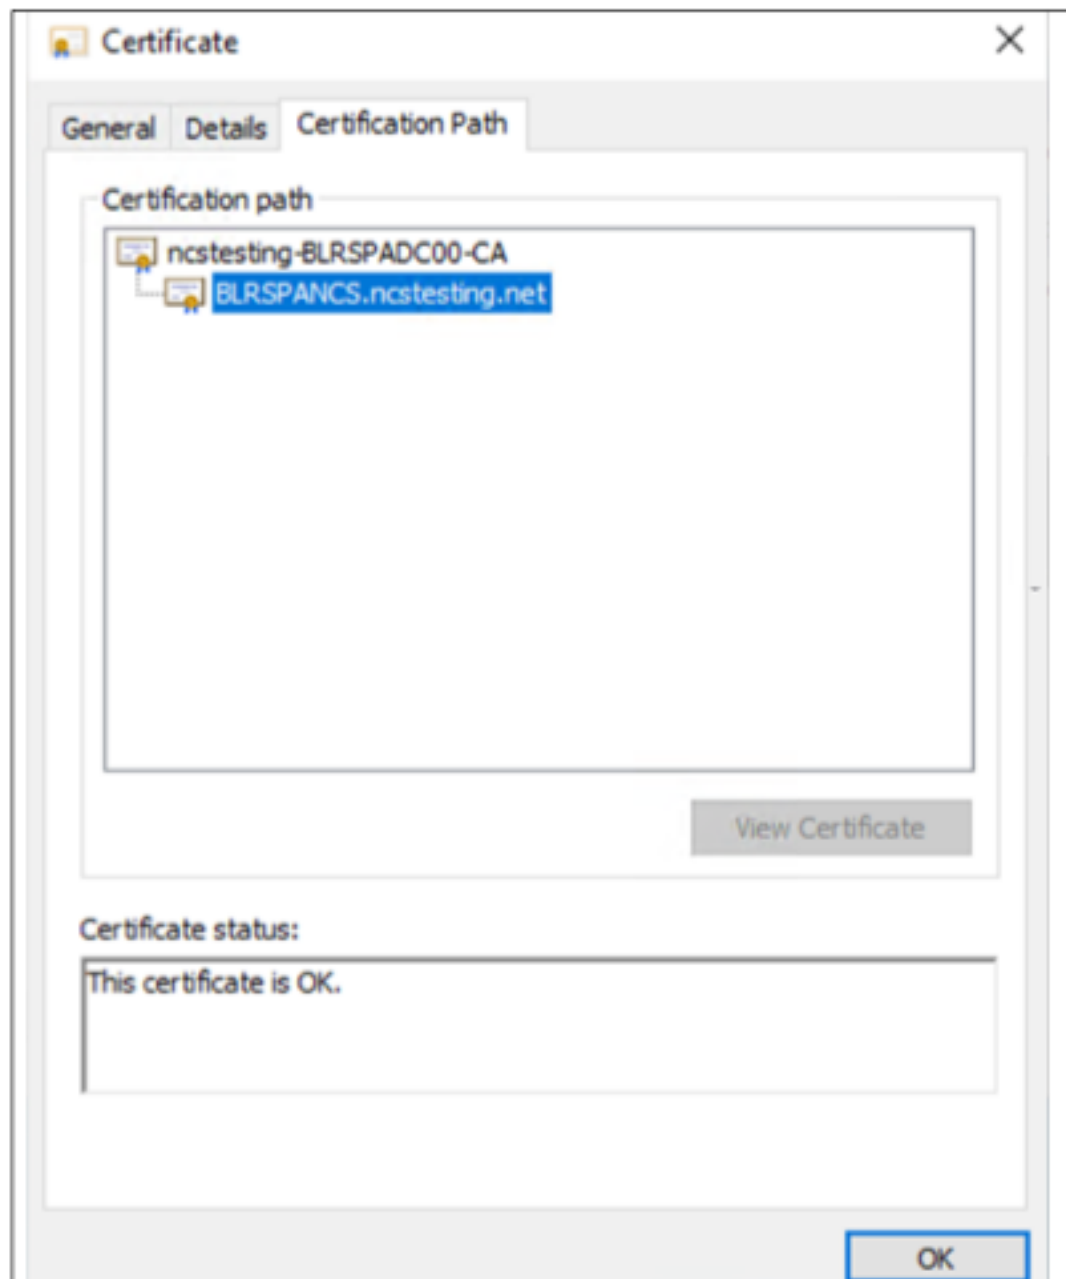 Certificate
General Details Certification Path
Certification path
ncstesting-BLRSPADC00-CA
BLRSPANCS.ncstesting.net
View Certificate
Certificate status:
This certificate is OK.
OK